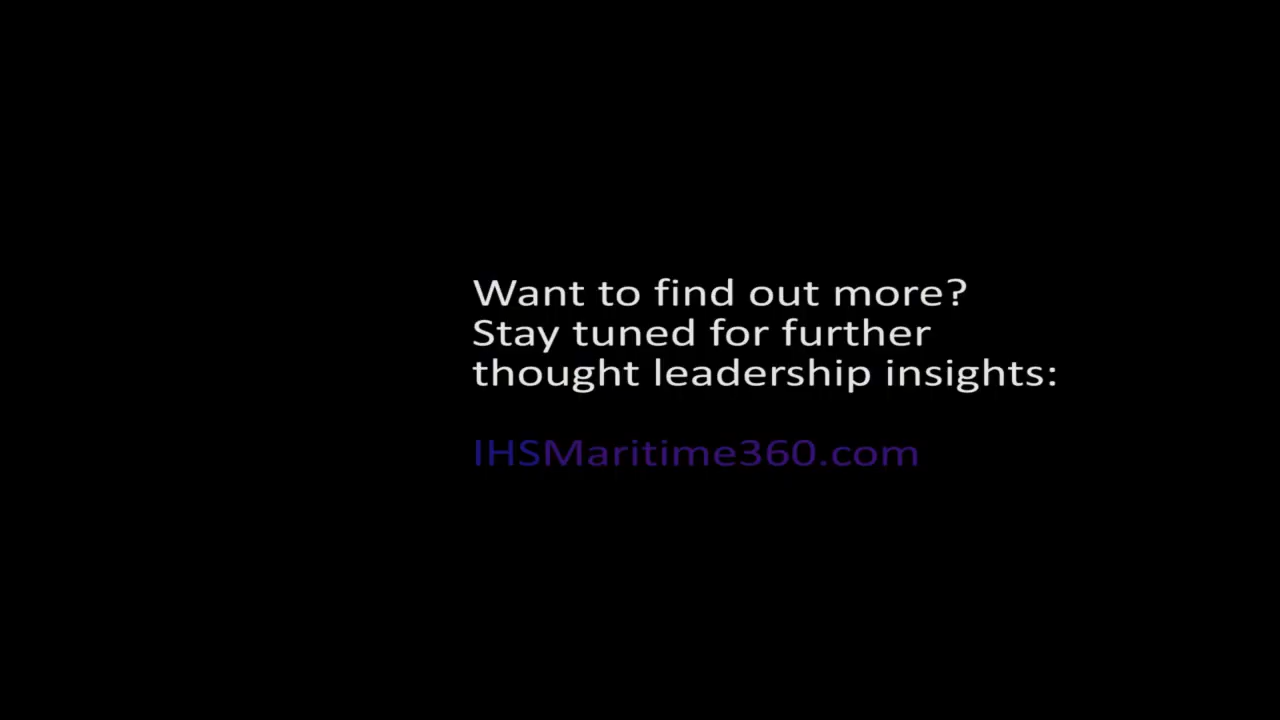 Want to find out more?
Stay tuned for further
thought leadership insights:
IHSMaritime360.com